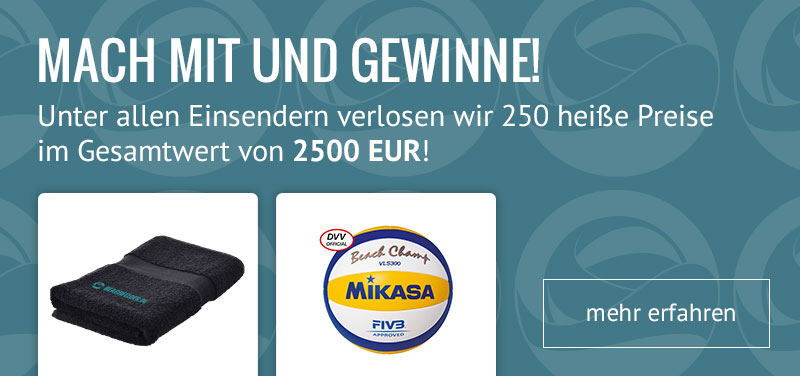 MACH MIT UND GEWINNE!
Unter allen Einsendern verlosen wir 250 heiße Preise
im Gesamtwert von 2500 EUR!
DVV
OFFICIAL
Beach Champ
VLS300
MIKASA
FIVB
APPROVED
mehr erfahren